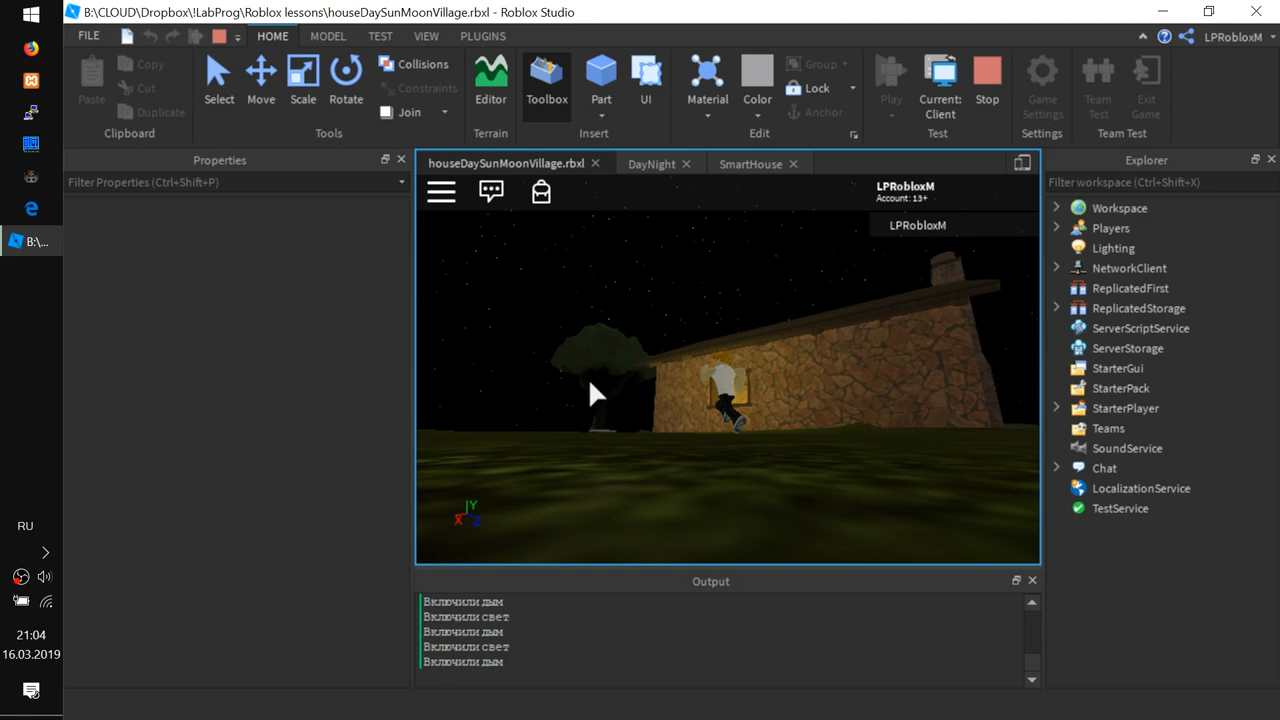 B:\CLOUD\Dropbox\!LabProg\Roblox lessons\houseDaySunMoonVillage.rbxl - Roblox Studio
FILE HOME MODEL TEST VIEW PLUGINS LPRobloxM
Paste Copy Cut Duplicate
Clipboard
Select Move Scale Rotate Collisions Constraints Join
Tools
Editor
Terrain
Toolbox Part UI
Insert
Material Color Group Lock Anchor
Edit
Play Current: Client Stop
Test
Game Settings
Settings
Team Test Exit Game
Team Test
B:\...
Properties
Filter Properties (Ctrl+Shift+P)
houseDaySunMoonVillage.rbxl DayNight SmartHouse
LPRobloxM
Account: 13+
LPRobloxM
Y
X Z
Output
Включили дым
Включили свет
Включили дым
Включили свет
Включили дым
Explorer
Filter workspace (Ctrl+Shift+X)
Workspace
Players
Lighting
NetworkClient
ReplicatedFirst
ReplicatedStorage
ServerScriptService
ServerStorage
StarterGui
StarterPack
StarterPlayer
Teams
SoundService
Chat
LocalizationService
TestService
RU
21:04
16.03.2019